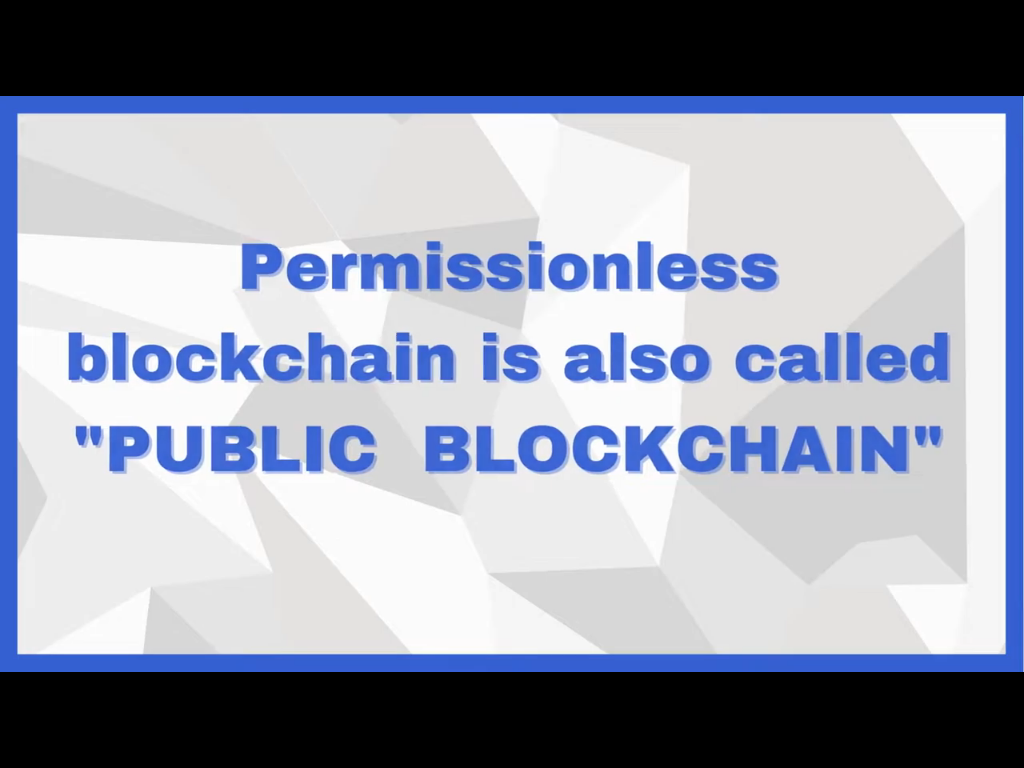 Permissionless
blockchain is also called
"PUBLIC BLOCKCHAIN"